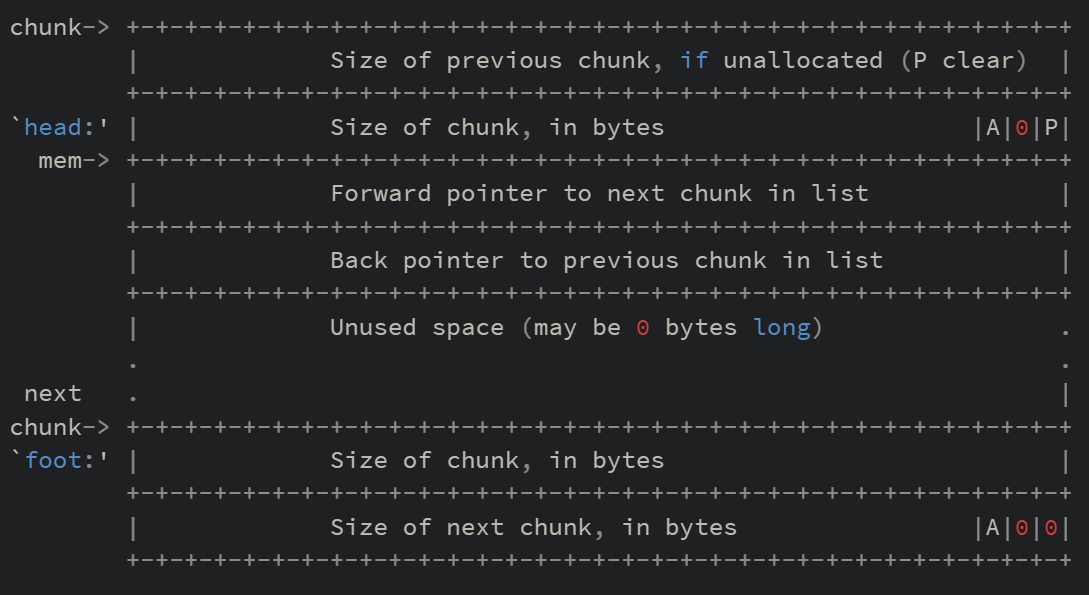 chunk-> +-+-+-+-+-+-+-+-+-+-+-+-+-+-+-+-+-+-+-+-+-+-+-+-+-+-+-+-+-+-+-+-+
        |             Size of previous chunk, if unallocated (P clear)  |
        +-+-+-+-+-+-+-+-+-+-+-+-+-+-+-+-+-+-+-+-+-+-+-+-+-+-+-+-+-+-+-+-+
`head:' |             Size of chunk, in bytes                     |A|0|P|
  mem-> +-+-+-+-+-+-+-+-+-+-+-+-+-+-+-+-+-+-+-+-+-+-+-+-+-+-+-+-+-+-+-+-+
        |             Forward pointer to next chunk in list             |
        +-+-+-+-+-+-+-+-+-+-+-+-+-+-+-+-+-+-+-+-+-+-+-+-+-+-+-+-+-+-+-+-+
        |             Back pointer to previous chunk in list            |
        +-+-+-+-+-+-+-+-+-+-+-+-+-+-+-+-+-+-+-+-+-+-+-+-+-+-+-+-+-+-+-+-+
        |             Unused space (may be 0 bytes long)                .
        .                                                               .
 next   .                                                               |
chunk-> +-+-+-+-+-+-+-+-+-+-+-+-+-+-+-+-+-+-+-+-+-+-+-+-+-+-+-+-+-+-+-+-+
`foot:' |             Size of chunk, in bytes                           |
        +-+-+-+-+-+-+-+-+-+-+-+-+-+-+-+-+-+-+-+-+-+-+-+-+-+-+-+-+-+-+-+-+
        |             Size of next chunk, in bytes                |A|0|0|
        +-+-+-+-+-+-+-+-+-+-+-+-+-+-+-+-+-+-+-+-+-+-+-+-+-+-+-+-+-+-+-+-+